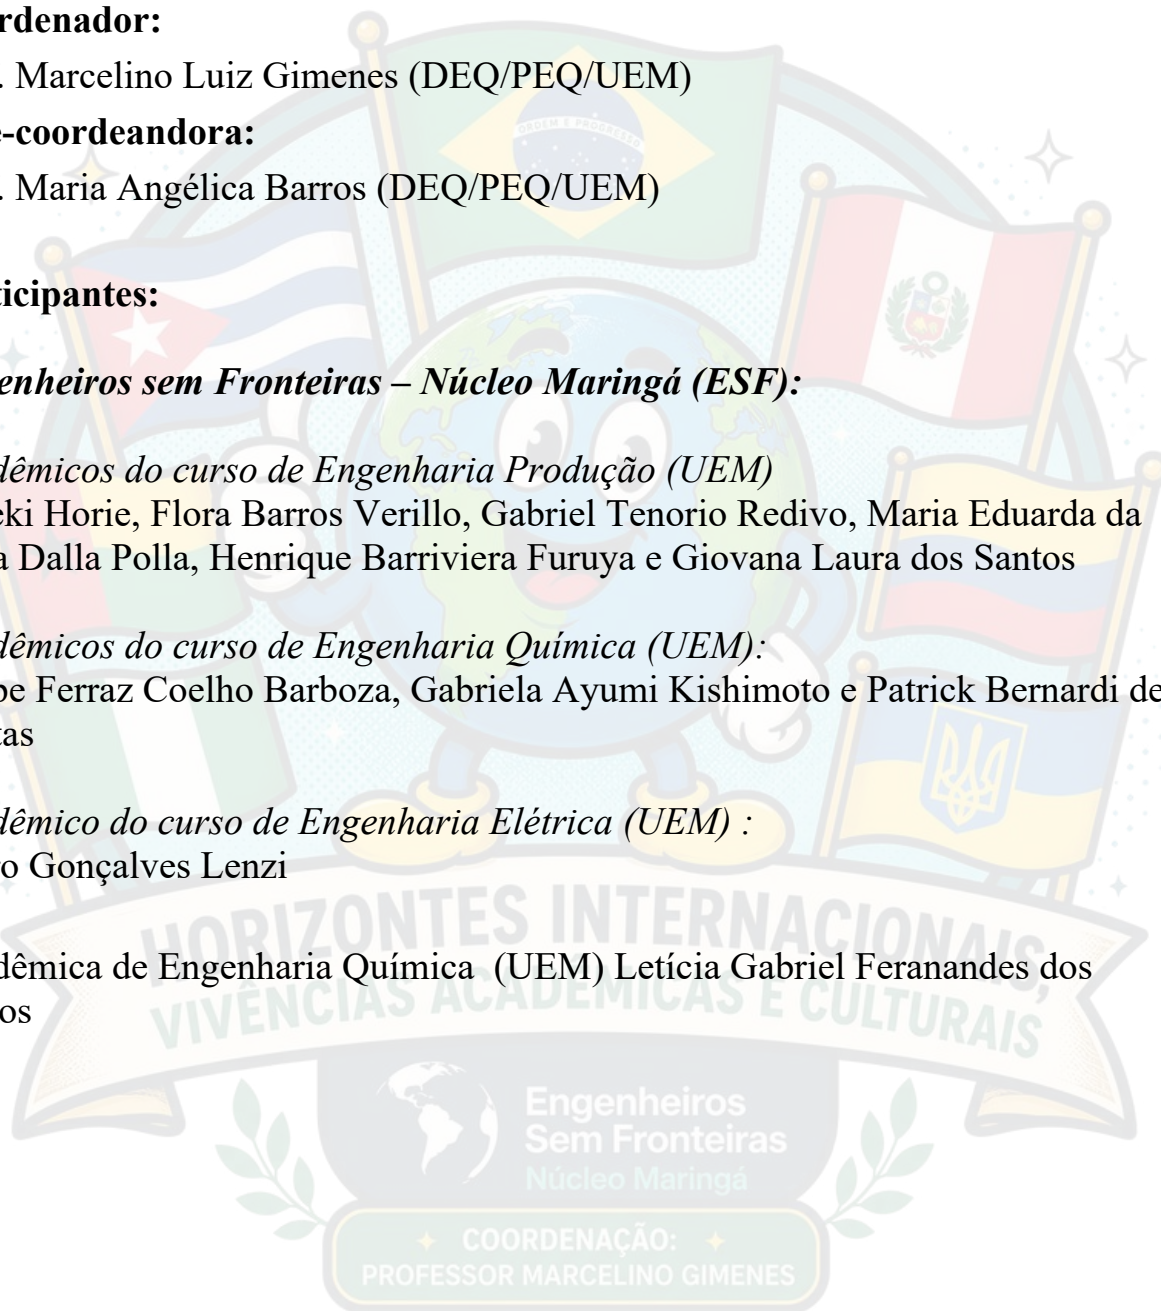 rdenador:
. Marcelino Luiz Gimenes (DEQ/PEQ/UEM)
e-coordeandora:
. Maria Angélica Barros (DEQ/PEQ/UEM)
ticipantes:
enheiros sem Fronteiras – Núcleo Maringá (ESF):
dêmicos do curso de Engenharia Produção (UEM)
eki Horie, Flora Barros Verillo, Gabriel Tenorio Redivo, Maria Eduarda da
a Dalla Polla, Henrique Barriviera Furuya e Giovana Laura dos Santos
dêmicos do curso de Engenharia Química (UEM):
pe Ferraz Coelho Barboza, Gabriela Ayumi Kishimoto e Patrick Bernardi de
tas
dêmico do curso de Engenharia Elétrica (UEM) :
ro Gonçalves Lenzi
dêmica de Engenharia Química (UEM) Letícia Gabriel Feranandes dos
os
ORDEM E PROGRESSO
HORIZONTES INTERNACIONAIS,
VIVÊNCIAS ACADÊMICAS E CULTURAIS
Engenheiros
Sem Fronteiras
Núcleo Maringá
COORDENAÇÃO:
PROFESSOR MARCELINO GIMENES